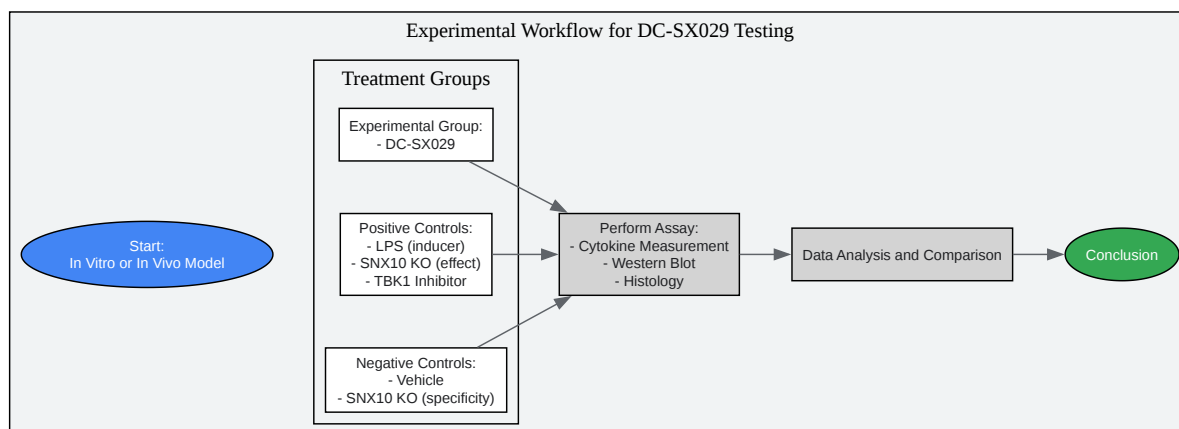 Experimental Workflow for DC-SX029 Testing
Treatment Groups
Experimental Group:
- DC-SX029
Start:
In Vitro or In Vivo Model
Positive Controls:
- LPS (inducer)
- SNX10 KO (effect)
- TBK1 Inhibitor
Negative Controls:
- Vehicle
- SNX10 KO (specificity)
Perform Assay:
- Cytokine Measurement
- Western Blot
- Histology
Data Analysis and Comparison
Conclusion